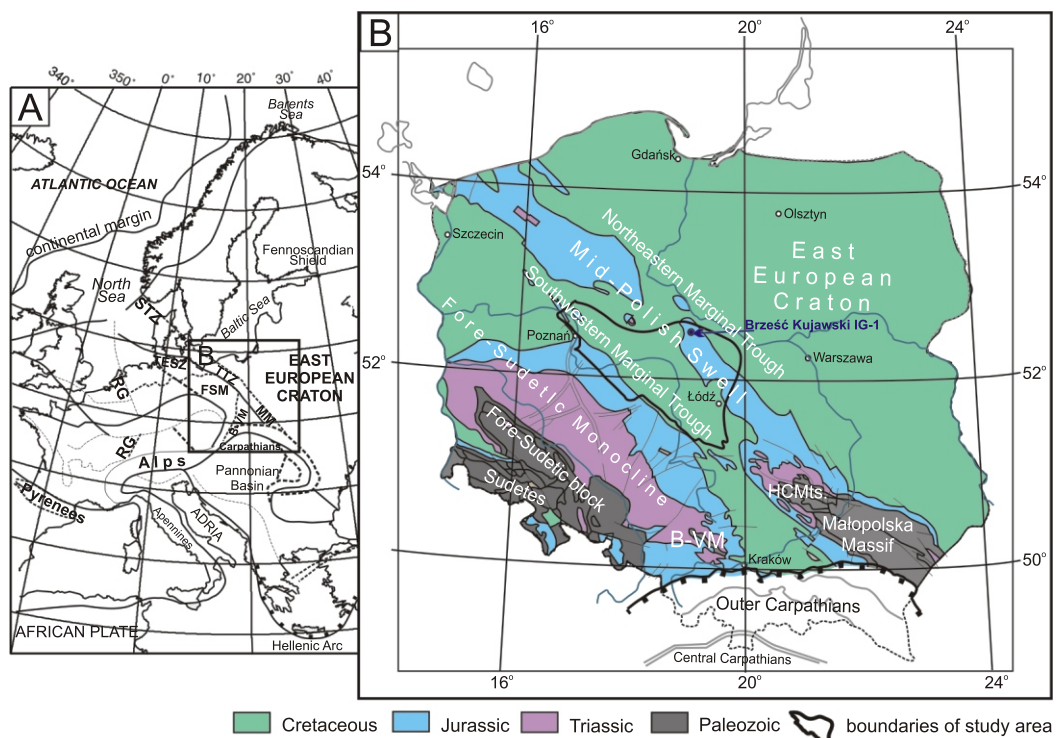 A
340°
350°
0°
10°
20°
30°
40°
Barents
Sea
ATLANTIC OCEAN
continental margin
Fennoscandian
Shield
North
Sea
STZ
Baltic Sea
TESZ
B
TTZ
EAST
EUROPEAN
CRATON
FSM
RG
B-VM
MM
RG
Carpathians
Alps
Pannonian
Basin
Pyrenees
Apennines
ADRIA
AFRICAN PLATE
Hellenic Arc
B
16°
20°
24°
54°
54°
52°
52°
50°
16°
20°
24°
Gdańsk
Olsztyn
Szczecin
East
European
Craton
Northeastern Marginal Trough
Mid-Polish Swell
Southwestern Marginal Trough
Brześć Kujawski IG-1
Poznań
Warszawa
Łódź
Fore-Sudetic Monocline
Fore-Sudetic block
Sudetes
HCMts.
Małopolska
Massif
B-VM
Kraków
Outer Carpathians
Central Carpathians
Cretaceous
Jurassic
Triassic
Paleozoic
boundaries of study area